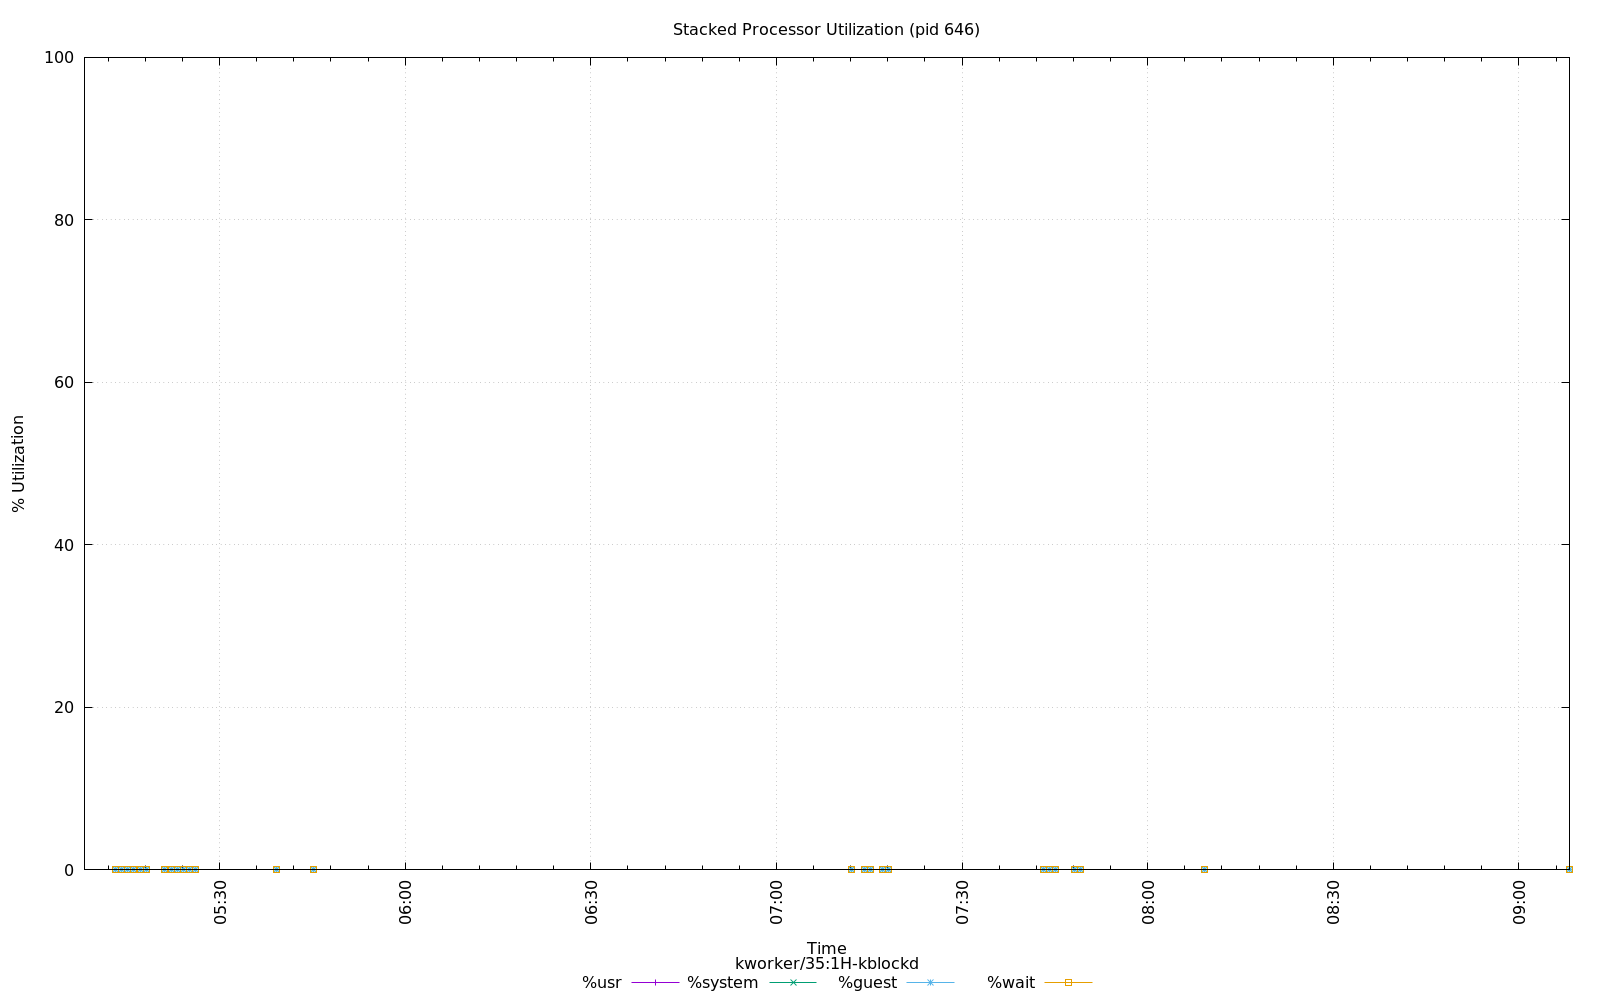 Stacked Processor Utilization (pid 646)
100
80
60
40
20
0
% Utilization
05:30
06:00
06:30
07:00
07:30
08:00
08:30
09:00
Time
kworker/35:1H-kblockd
%usr %system %guest %wait